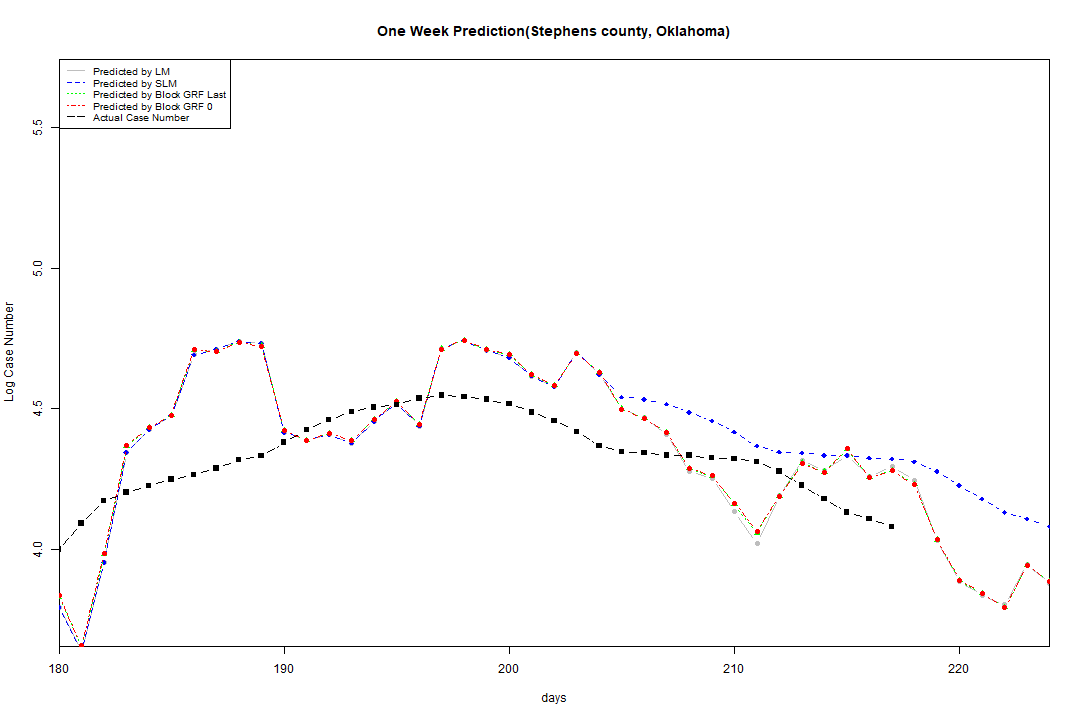 One Week Prediction(Stephens county, Oklahoma)
Predicted by LM
Predicted by SLM
Predicted by Block GRF Last
Predicted by Block GRF 0
Actual Case Number
Log Case Number
5.5
5.0
4.5
4.0
180 190 200 210 220
days